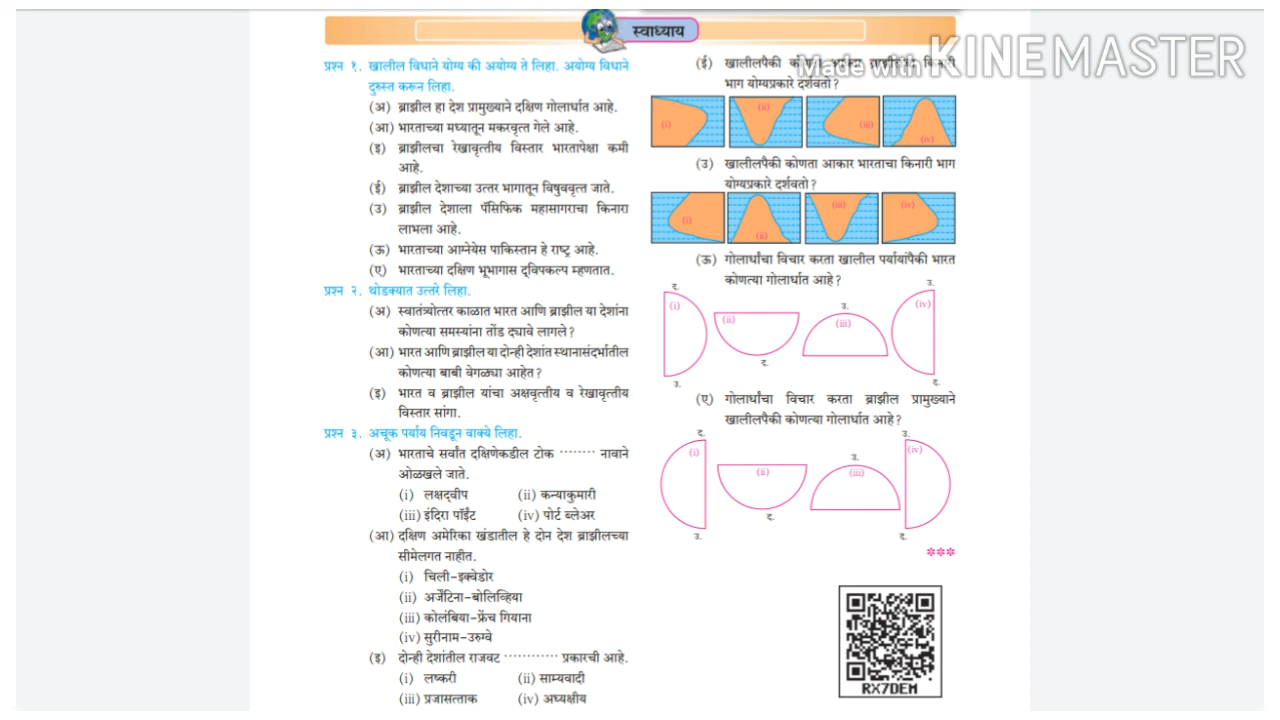 स्वाध्याय
Made with KINEMASTER
प्रश्न १. खालील विधाने योग्य की अयोग्य ते लिहा. अयोग्य विधाने
दुरुस्त करून लिहा.
(अ) ब्राझील हा देश प्रामुख्याने दक्षिण गोलार्धात आहे.
(आ) भारताच्या मध्यातून मकरवृत्त गेले आहे.
(इ) ब्राझीलचा रेखावृत्तीय विस्तार भारतापेक्षा कमी
आहे.
(ई) ब्राझील देशाच्या उत्तर भागातून विषुववृत्त जाते.
(उ) ब्राझील देशाला पॅसिफिक महासागराचा किनारा
लाभला आहे.
(ऊ) भारताच्या आग्नेयेस पाकिस्तान हे राष्ट्र आहे.
(ए) भारताच्या दक्षिण भूभागास द्विपकल्प म्हणतात.
प्रश्न २. थोडक्यात उत्तरे लिहा.
(अ) स्वातंत्र्योत्तर काळात भारत आणि ब्राझील या देशांना
कोणत्या समस्यांना तोंड द्यावे लागले?
(आ) भारत आणि ब्राझील या दोन्ही देशांत स्थानासंदर्भातील
कोणत्या बाबी वेगळ्या आहेत?
(इ) भारत व ब्राझील यांचा अक्षवृत्तीय व रेखावृत्तीय
विस्तार सांगा.
प्रश्न ३. अचूक पर्याय निवडून वाक्ये लिहा.
(अ) भारताचे सर्वांत दक्षिणेकडील टोक ........ नावाने
ओळखले जाते.
(i) लक्षद्वीप (ii) कन्याकुमारी
(iii) इंदिरा पॉईंट (iv) पोर्ट ब्लेअर
(आ) दक्षिण अमेरिका खंडातील हे दोन देश ब्राझीलच्या
सीमेलगत नाहीत.
(i) चिली-इक्वेडोर
(ii) अर्जेंटिना-बोलिव्हिया
(iii) कोलंबिया-फ्रेंच गियाना
(iv) सुरीनाम-उरुग्वे
(इ) दोन्ही देशांतील राजवट ............ प्रकारची आहे.
(i) लष्करी (ii) साम्यवादी
(iii) प्रजासत्ताक (iv) अध्यक्षीय
(ई) खालीलपैकी कोणता आकार किनारी
भाग योग्यप्रकारे दर्शवतो?
(i) (ii) (iii) (iv)
(उ) खालीलपैकी कोणता आकार भारताचा किनारी भाग
योग्यप्रकारे दर्शवतो?
(i) (ii) (iii) (iv)
(ऊ) गोलार्धांचा विचार करता खालील पर्यायांपैकी भारत
कोणत्या गोलार्धात आहे?
द. उ. उ.
(i) (ii) (iii) (iv)
उ. द. द.
(ए) गोलार्धांचा विचार करता ब्राझील प्रामुख्याने
खालीलपैकी कोणत्या गोलार्धात आहे?
द. उ. उ.
(i) (ii) (iii) (iv)
उ. द. द.
***
RX7DEM